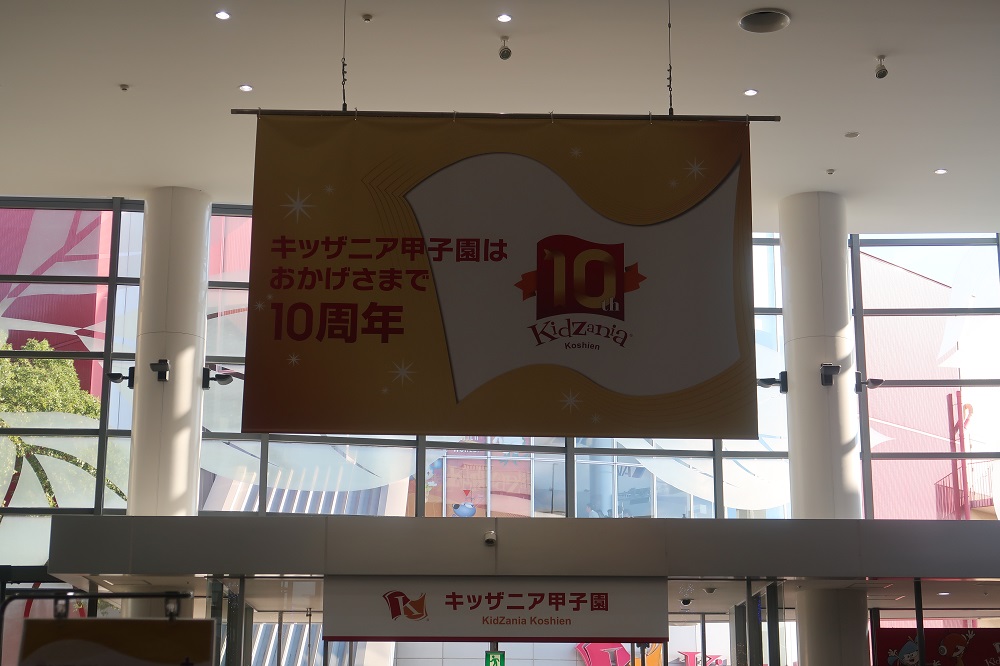 キッザニア甲子園は
おかげさまで
10周年
10th
KidZania
Koshien
キッザニア甲子園
KidZania Koshien